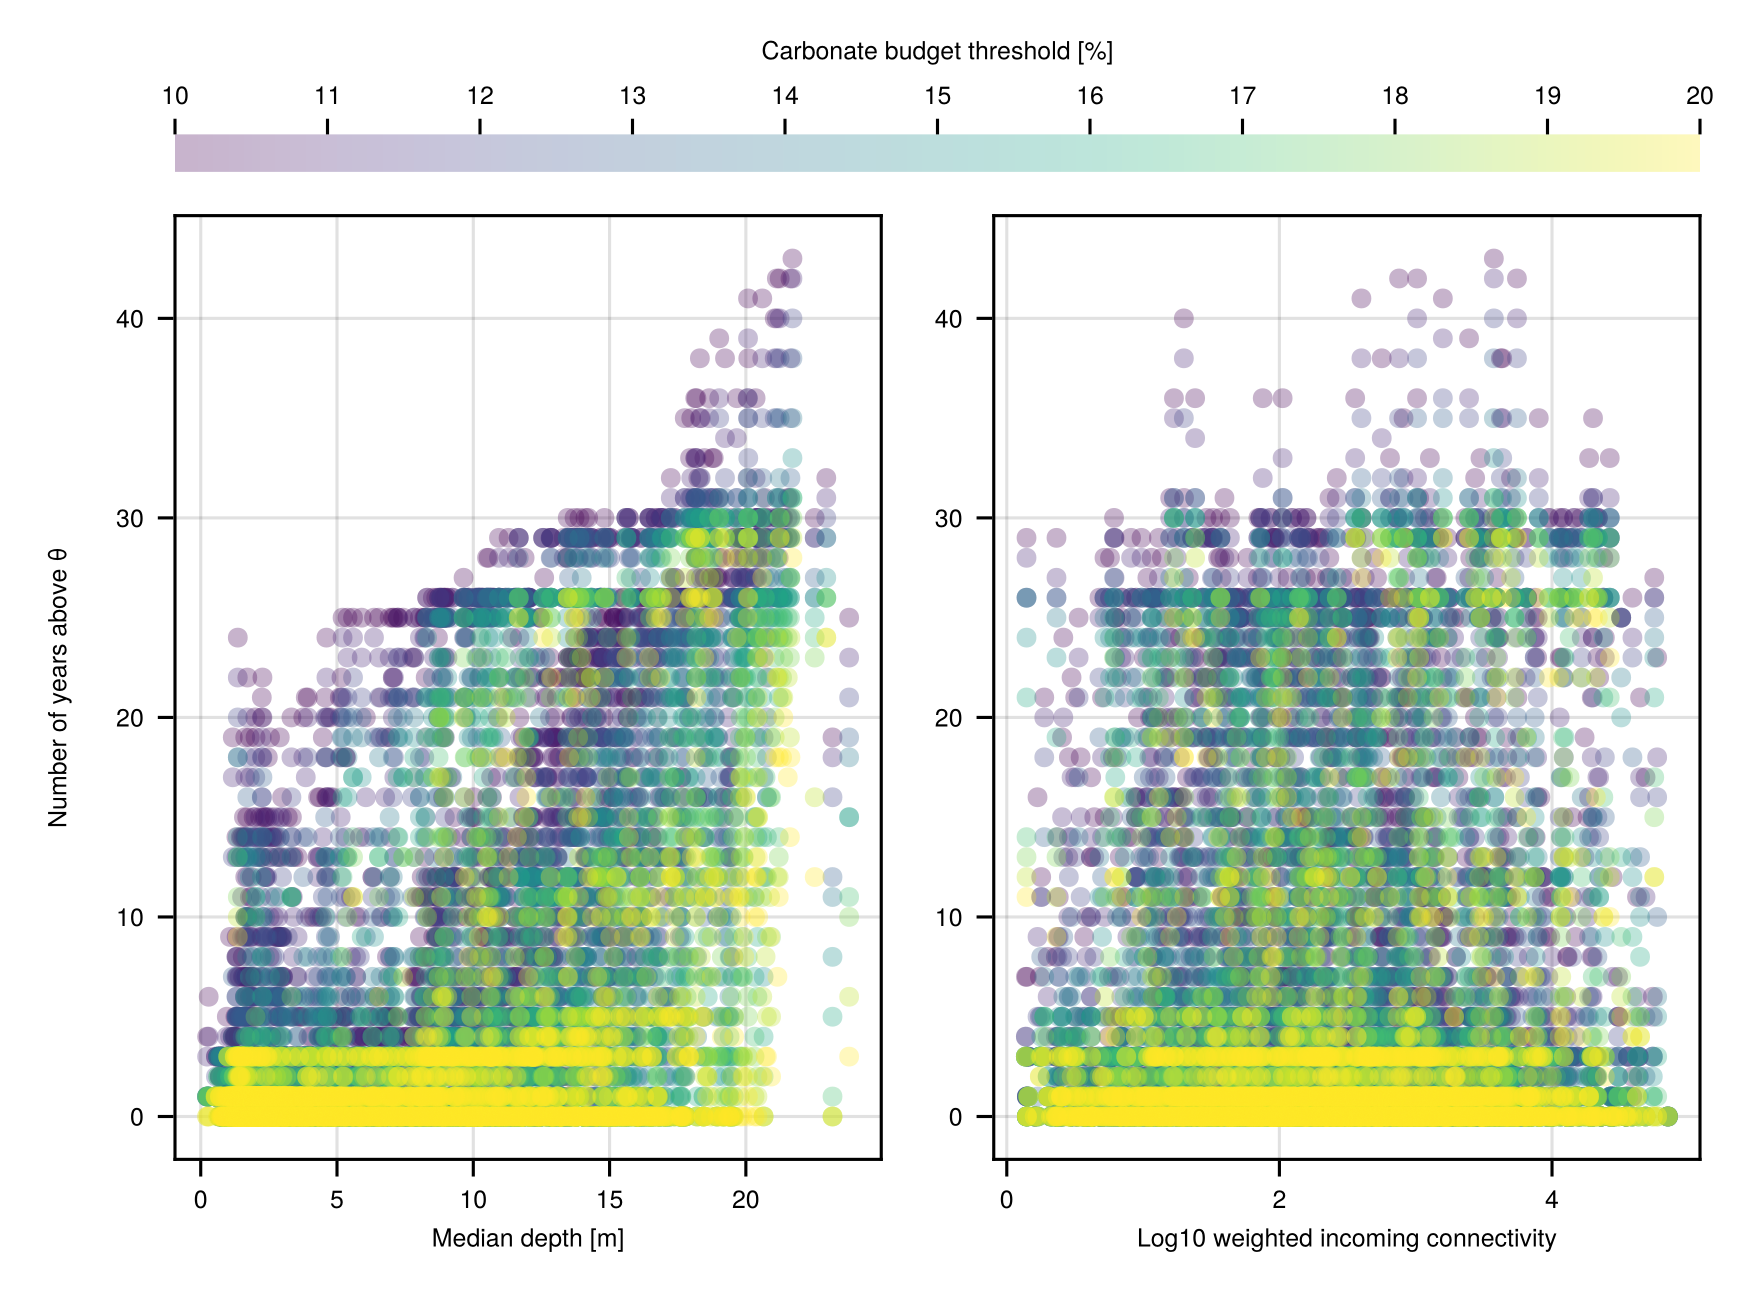 Carbonate budget threshold [%]
10 11 12 13 14 15 16 17 18 19 20
Number of years above θ
40 40
30 30
20 20
10 10
0 0
0 5 10 15 20 0 2 4
Median depth [m] Log10 weighted incoming connectivity